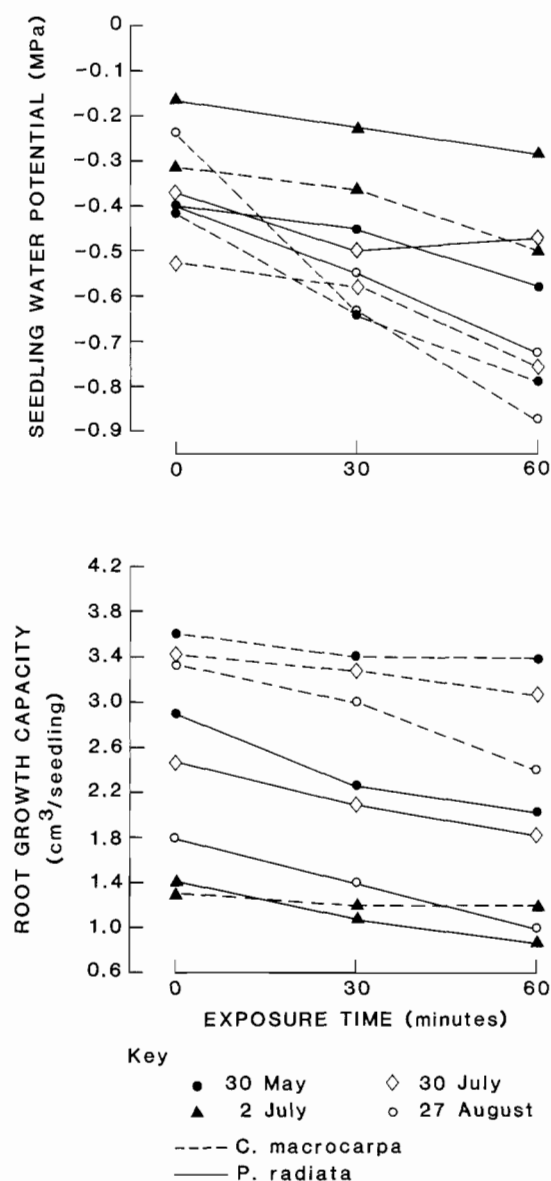 SEEDLING WATER POTENTIAL (MPa)
0
-0.1
-0.2
-0.3
-0.4
-0.5
-0.6
-0.7
-0.8
-0.9
0 30 60
ROOT GROWTH CAPACITY
(cm³/seedling)
4.2
3.8
3.4
3.0
2.6
2.2
1.8
1.4
1.0
0.6
0 30 60
EXPOSURE TIME (minutes)
Key
30 May 30 July
2 July 27 August
C. macrocarpa
P. radiata